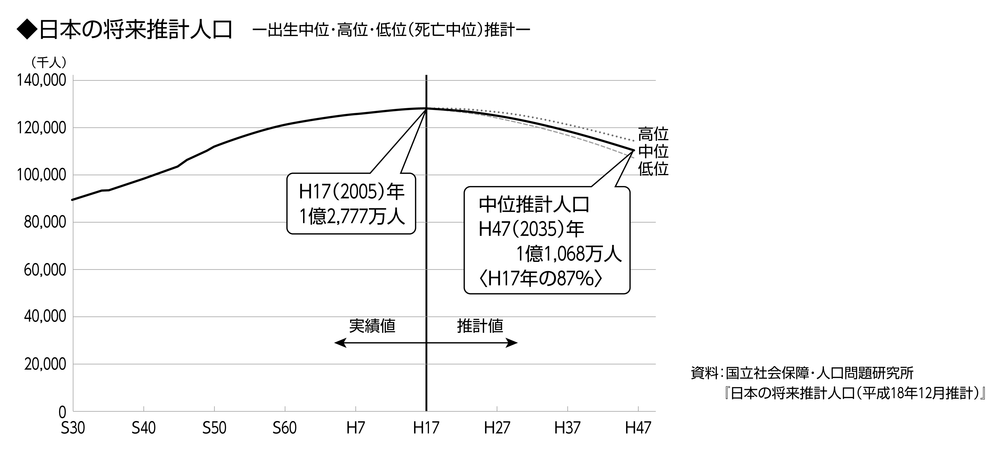 ◆日本の将来推計人口 ー出生中位・高位・低位（死亡中位）推計ー
（千人）
140,000
120,000
100,000
80,000
60,000
40,000
20,000
0
高位
中位
低位
H17（2005）年
1億2,777万人
中位推計人口
H47（2035）年
1億1,068万人
〈H17年の87%〉
実績値 推計値
S30 S40 S50 S60 H7 H17 H27 H37 H47
資料：国立社会保障・人口問題研究所
『日本の将来推計人口（平成18年12月推計）』